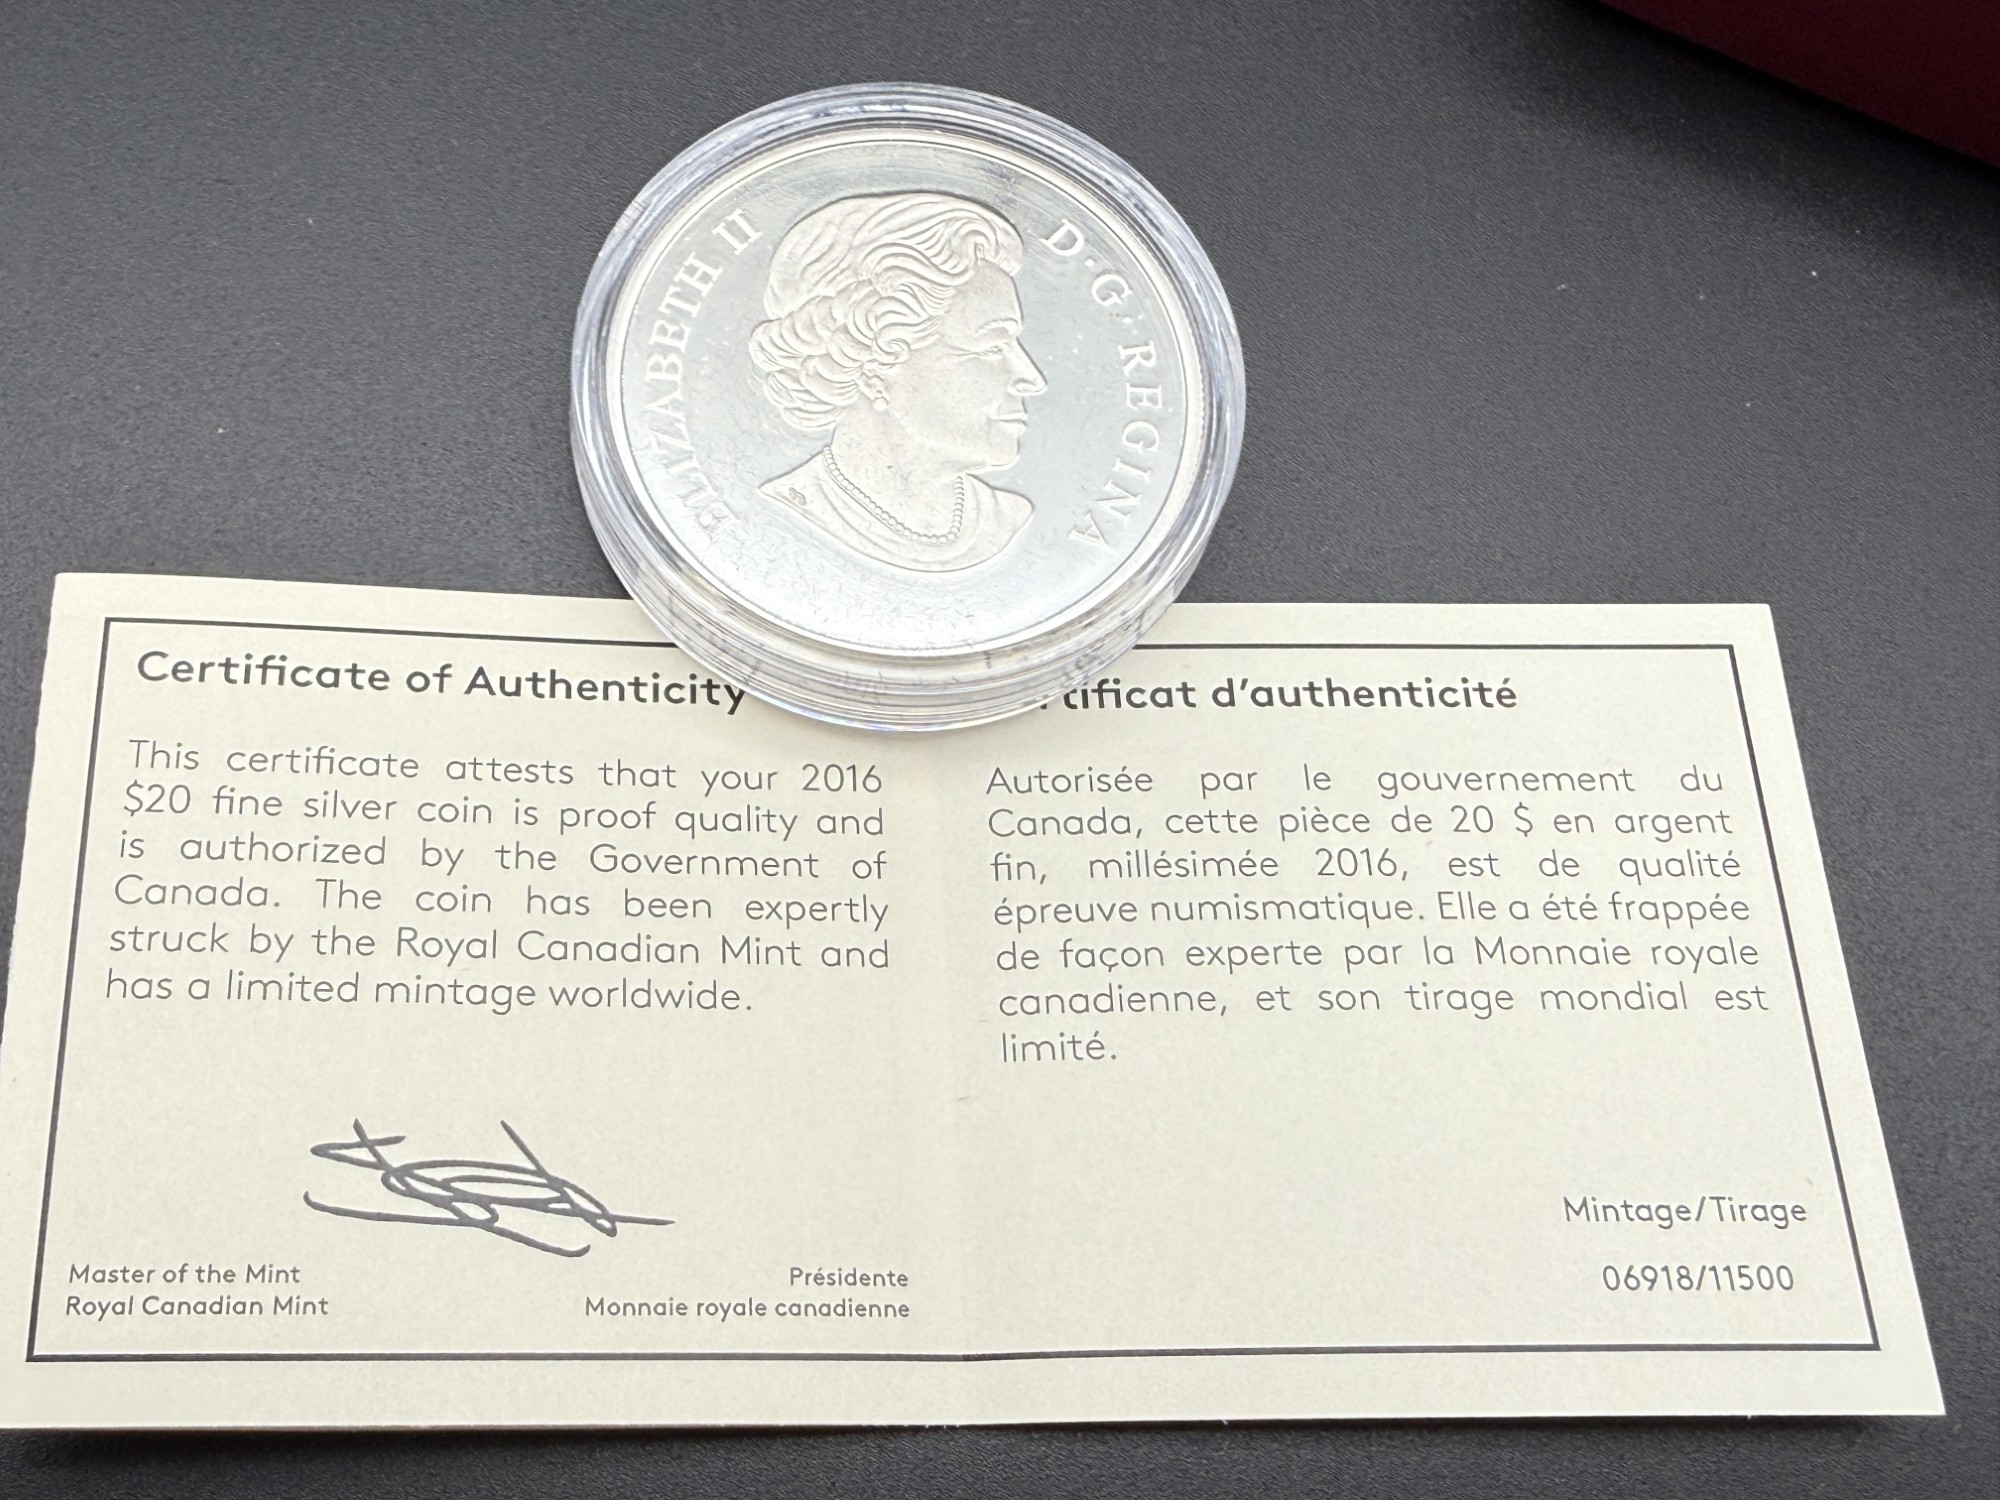 ELIZABETH II D·G·REGINA
Certificate of Authenticity
This certificate attests that your 2016
$20 fine silver coin is proof quality and
is authorized by the Government of
Canada. The coin has been expertly
struck by the Royal Canadian Mint and
has a limited mintage worldwide.
Master of the Mint
Royal Canadian Mint
Présidente
Monnaie royale canadienne
tificat d'authenticité
Autorisée par le gouvernement du
Canada, cette pièce de 20 $ en argent
fin, millésimée 2016, est de qualité
épreuve numismatique. Elle a été frappée
de façon experte par la Monnaie royale
canadienne, et son tirage mondial est
limité.
Mintage/Tirage
06918/11500